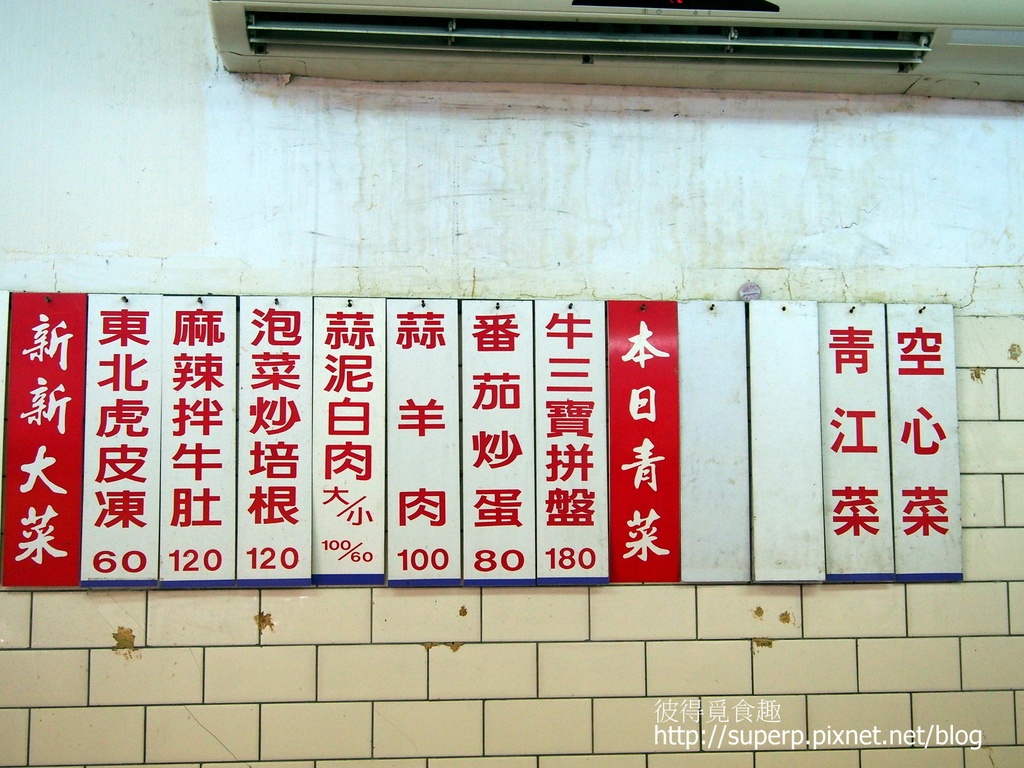 新新大菜
東北虎皮凍 60
麻辣拌牛肚 120
泡菜炒培根 120
蒜泥白肉 大/小 100/60
蒜羊肉 100
番茄炒蛋 80
牛三寶拼盤 180
本日青菜
青江菜
空心菜
彼得覓食趣
http://superp.pixnet.net/blog